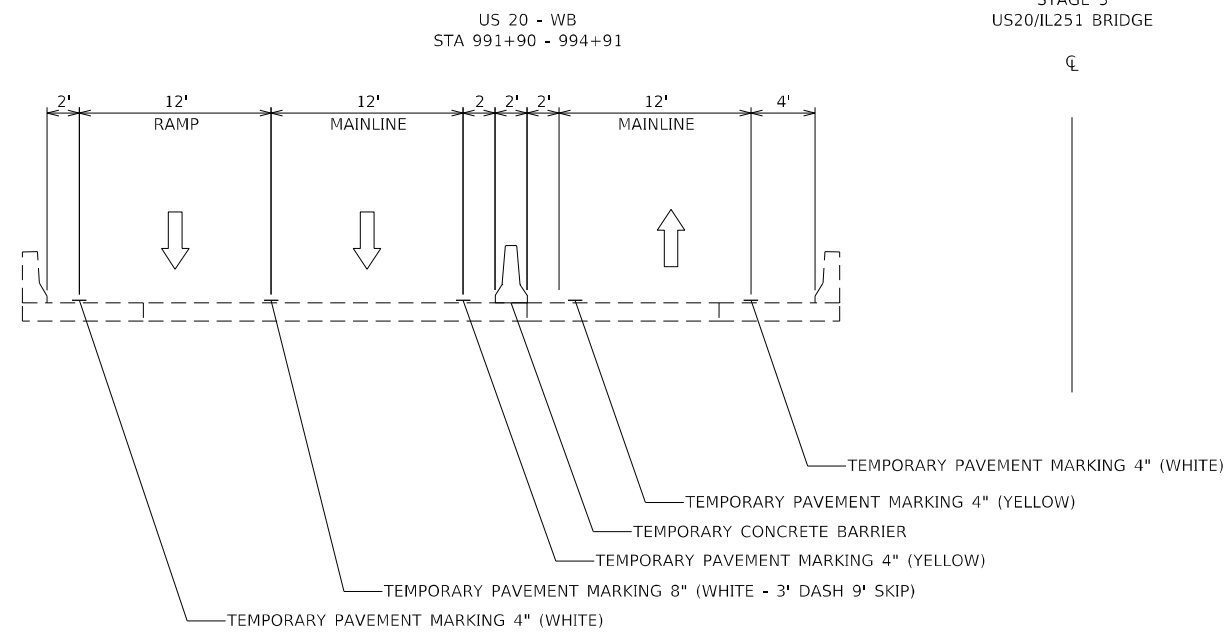 STAGE 3
US 20 - WB
US20/IL251 BRIDGE
STA 991+90 - 994+91
℄
2' 12' 12' 2 2' 2' 12' 4'
RAMP MAINLINE MAINLINE
TEMPORARY PAVEMENT MARKING 4" (WHITE)
TEMPORARY PAVEMENT MARKING 4" (YELLOW)
TEMPORARY CONCRETE BARRIER
TEMPORARY PAVEMENT MARKING 4" (YELLOW)
TEMPORARY PAVEMENT MARKING 8" (WHITE - 3' DASH 9' SKIP)
TEMPORARY PAVEMENT MARKING 4" (WHITE)